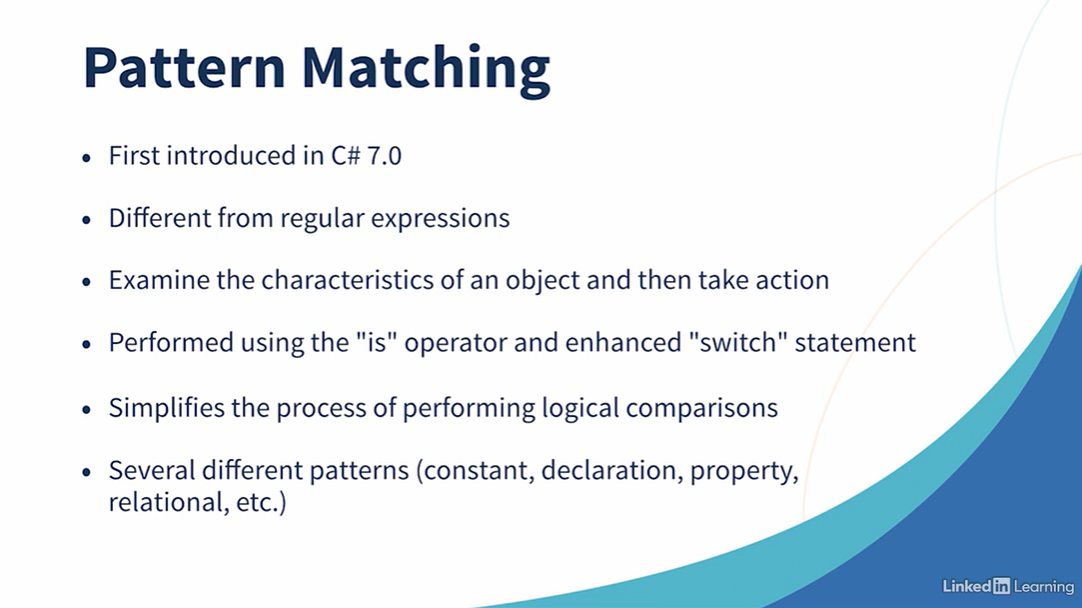 Pattern Matching
• First introduced in C# 7.0
• Different from regular expressions
• Examine the characteristics of an object and then take action
• Performed using the "is" operator and enhanced "switch" statement
• Simplifies the process of performing logical comparisons
• Several different patterns (constant, declaration, property,
relational, etc.)
Linked in Learning